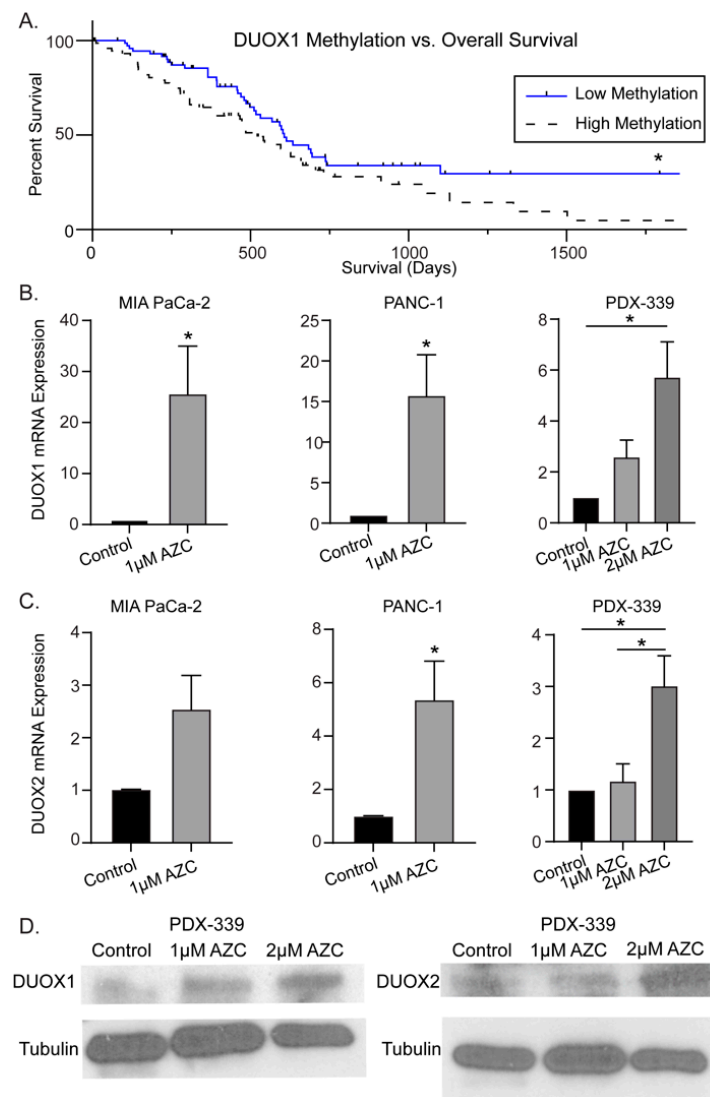 A.
DUOX1 Methylation vs. Overall Survival
Percent Survival
100
50
0
Low Methylation
High Methylation
*
0 500 1000 1500
Survival (Days)
B.
MIA PaCa-2 PANC-1 PDX-339
DUOX1 mRNA Expression
40
30
20
10
0
*
Control 1µM AZC
25
20
15
10
5
0
*
Control 1µM AZC
8
6
4
2
0
*
Control 1µM AZC 2µM AZC
C.
MIA PaCa-2 PANC-1 PDX-339
DUOX2 mRNA Expression
4
3
2
1
0
Control 1µM AZC
8
6
4
2
0
*
Control 1µM AZC
4
3
2
1
0
*
*
Control 1µM AZC 2µM AZC
D.
PDX-339
Control 1µM AZC 2µM AZC
DUOX1
Tubulin
PDX-339
Control 1µM AZC 2µM AZC
DUOX2
Tubulin